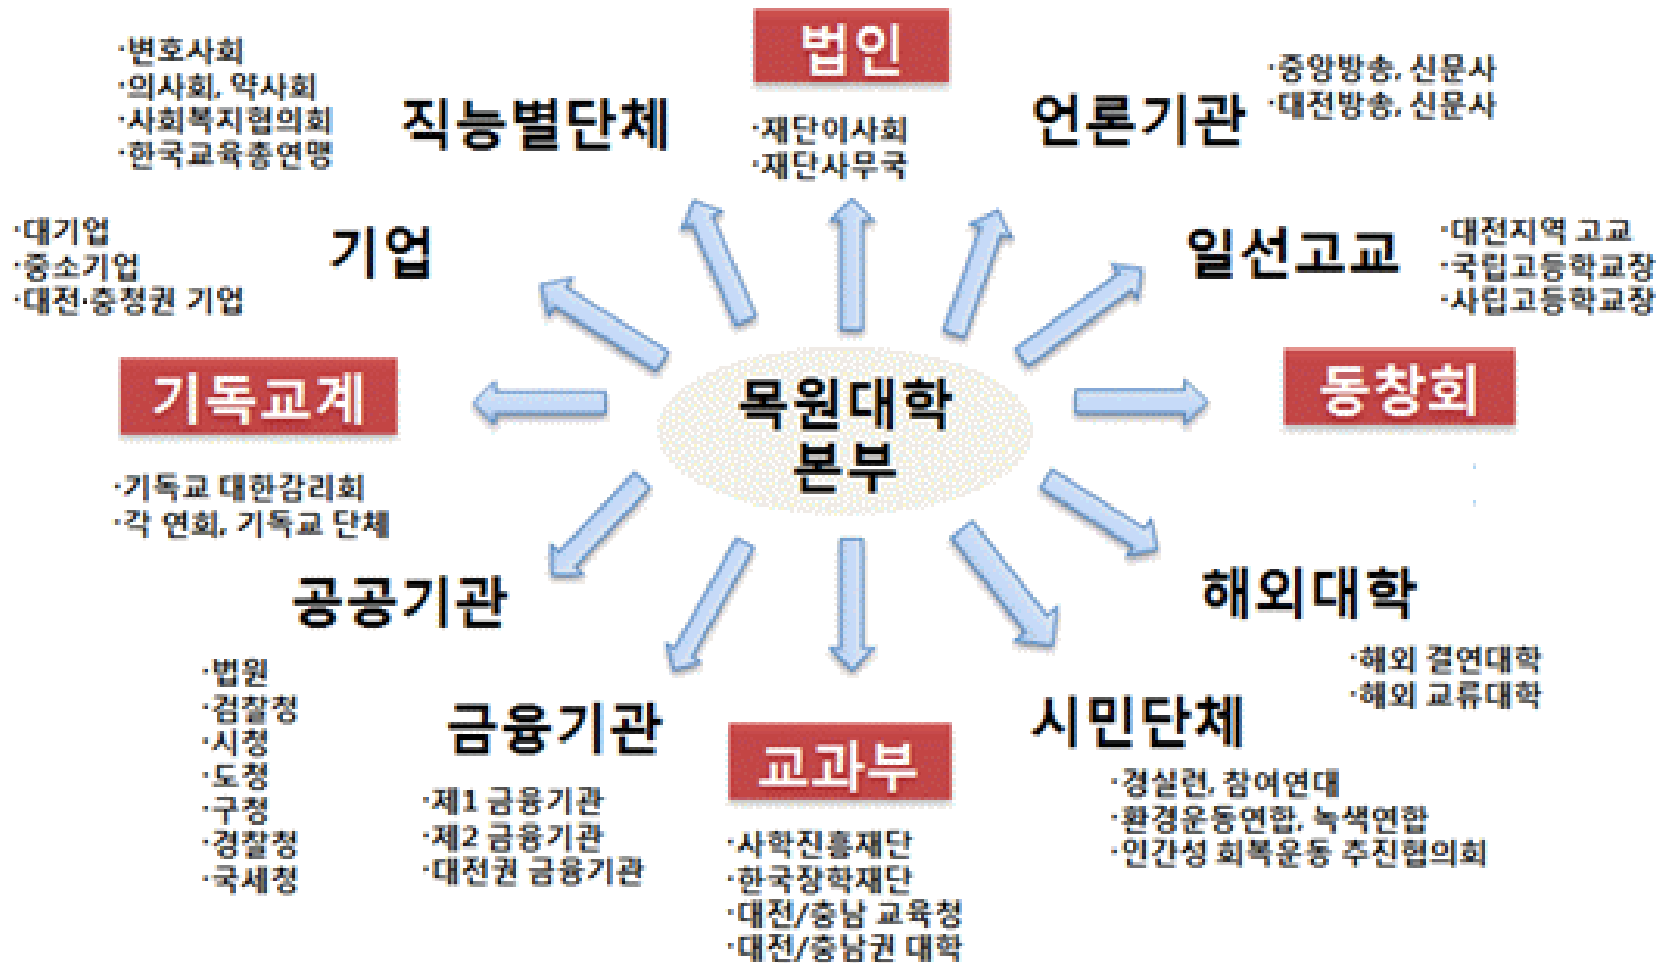 법인
·재단이사회
·재단사무국
언론기관
·중앙방송, 신문사
·대전방송, 신문사
일선고교
·대전지역 고교
·국립고등학교장
·사립고등학교장
동창회
해외대학
·해외 결연대학
·해외 교류대학
시민단체
·경실련, 참여연대
·환경운동연합, 녹색연합
·인간성 회복운동 추진협의회
교과부
·사학진흥재단
·한국장학재단
·대전/충남 교육청
·대전/충남권 대학
금융기관
·제1 금융기관
·제2 금융기관
·대전권 금융기관
공공기관
·법원
·검찰청
·시청
·도청
·구청
·경찰청
·국세청
기독교계
·기독교 대한감리회
·각 연회, 기독교 단체
기업
·대기업
·중소기업
·대전·충청권 기업
직능별단체
·변호사회
·의사회, 약사회
·사회복지협의회
·한국교육총연맹
목원대학
본부